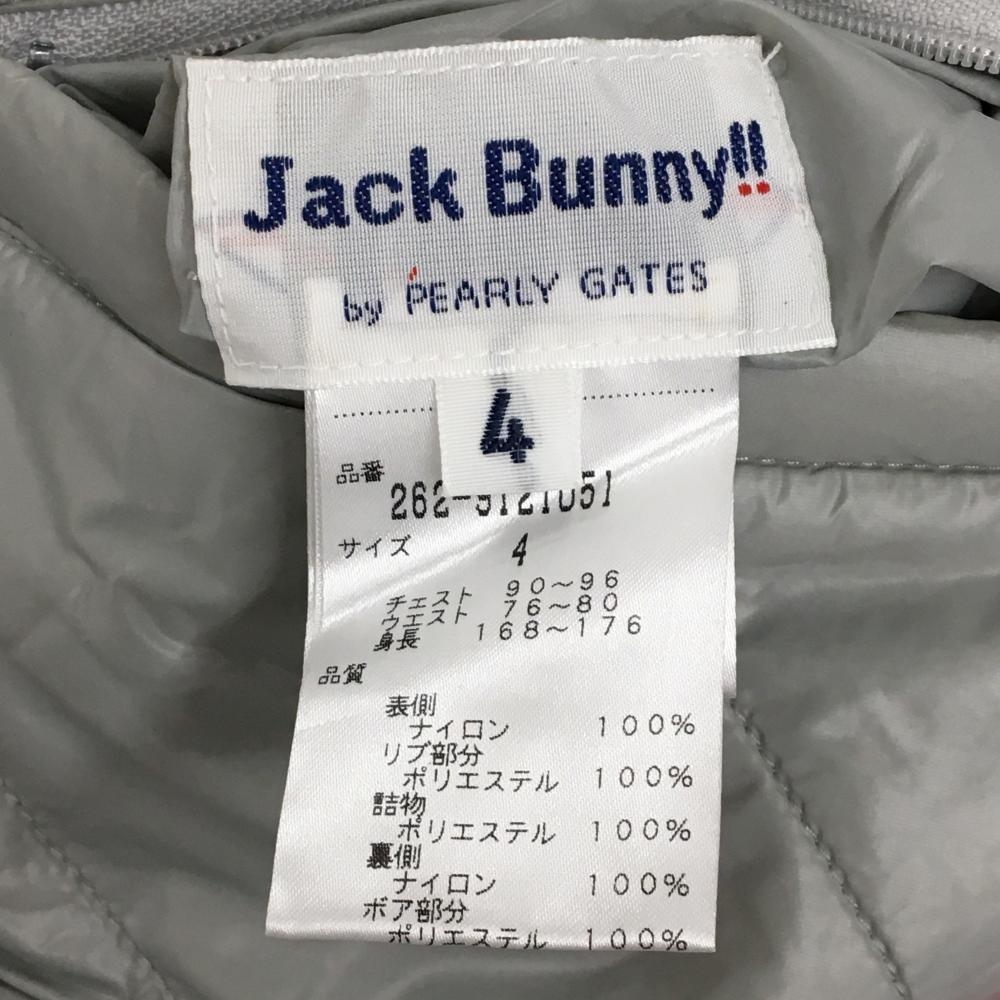 Jack Bunny!!
by PEARLY GATES
4
品番
262-9121051
サイズ 4
チェスト 90～96
ウエスト 76～80
身長 168～176
品質
表側
ナイロン 100%
リブ部分
ポリエステル 100%
詰物
ポリエステル 100%
裏側
ナイロン 100%
ボア部分
ポリエステル 100%